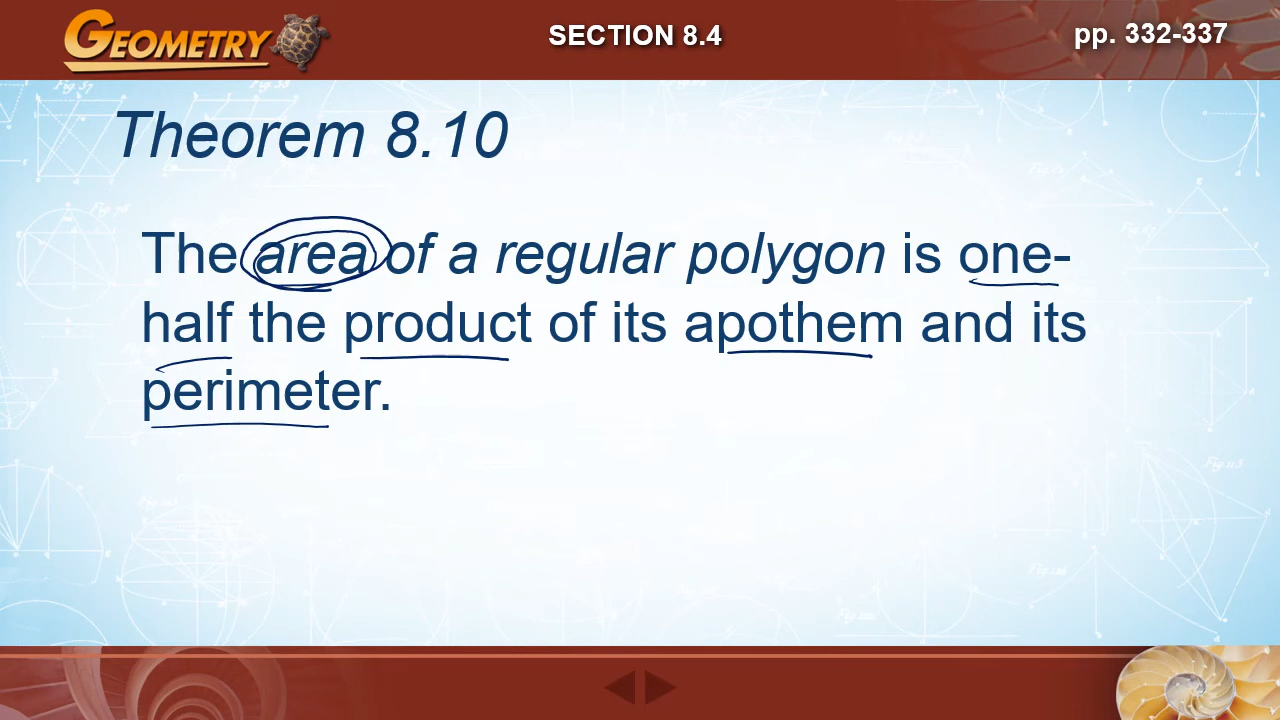 GEOMETRY
SECTION 8.4
pp. 332-337
Theorem 8.10
The area of a regular polygon is one-
half the product of its apothem and its
perimeter.